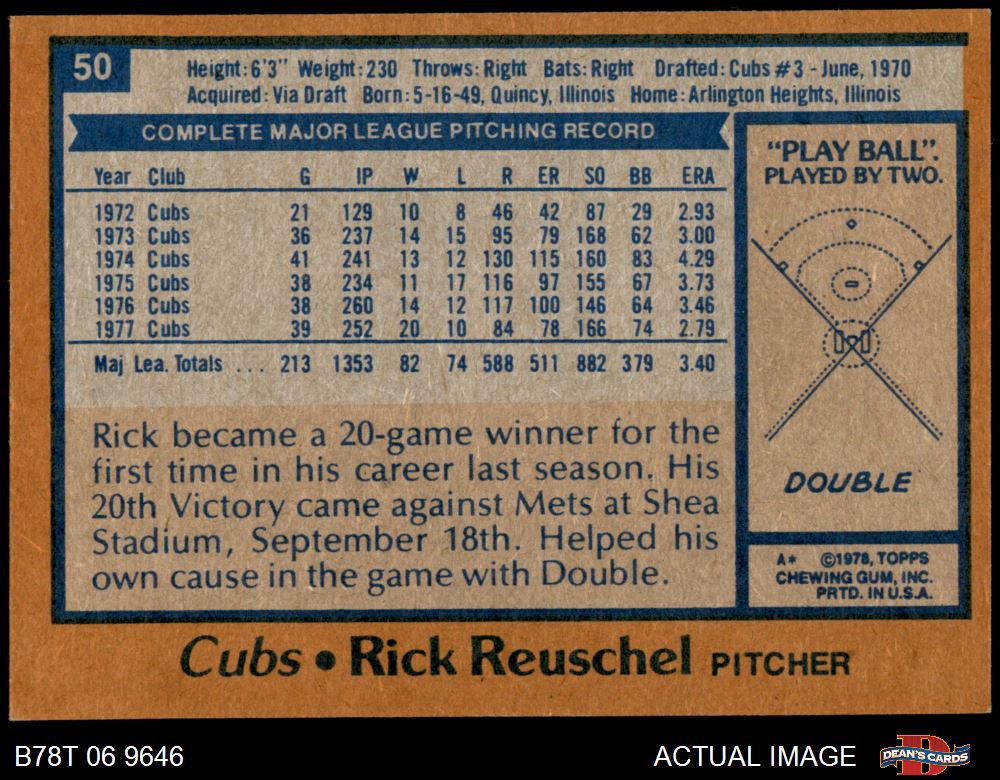 50
Height: 6'3" Weight: 230 Throws: Right Bats: Right Drafted: Cubs #3 - June, 1970
Acquired: Via Draft Born: 5-16-49, Quincy, Illinois Home: Arlington Heights, Illinois
COMPLETE MAJOR LEAGUE PITCHING RECORD
Year Club G IP W L R ER SO BB ERA
1972 Cubs 21 129 10 8 46 42 87 29 2.93
1973 Cubs 36 237 14 15 95 79 168 62 3.00
1974 Cubs 41 241 13 12 130 115 160 83 4.29
1975 Cubs 38 234 11 17 116 97 155 67 3.73
1976 Cubs 38 260 14 12 117 100 146 64 3.46
1977 Cubs 39 252 20 10 84 78 166 74 2.79
Maj Lea. Totals ... 213 1353 82 74 588 511 882 379 3.40
Rick became a 20-game winner for the
first time in his career last season. His
20th Victory came against Mets at Shea
Stadium, September 18th. Helped his
own cause in the game with Double.
"PLAY BALL".
PLAYED BY TWO.
DOUBLE
A* ©1978, TOPPS
CHEWING GUM, INC.
PRTD. IN U.S.A.
Cubs • Rick Reuschel PITCHER
B78T 06 9646
ACTUAL IMAGE
D
DEAN'S CARDS